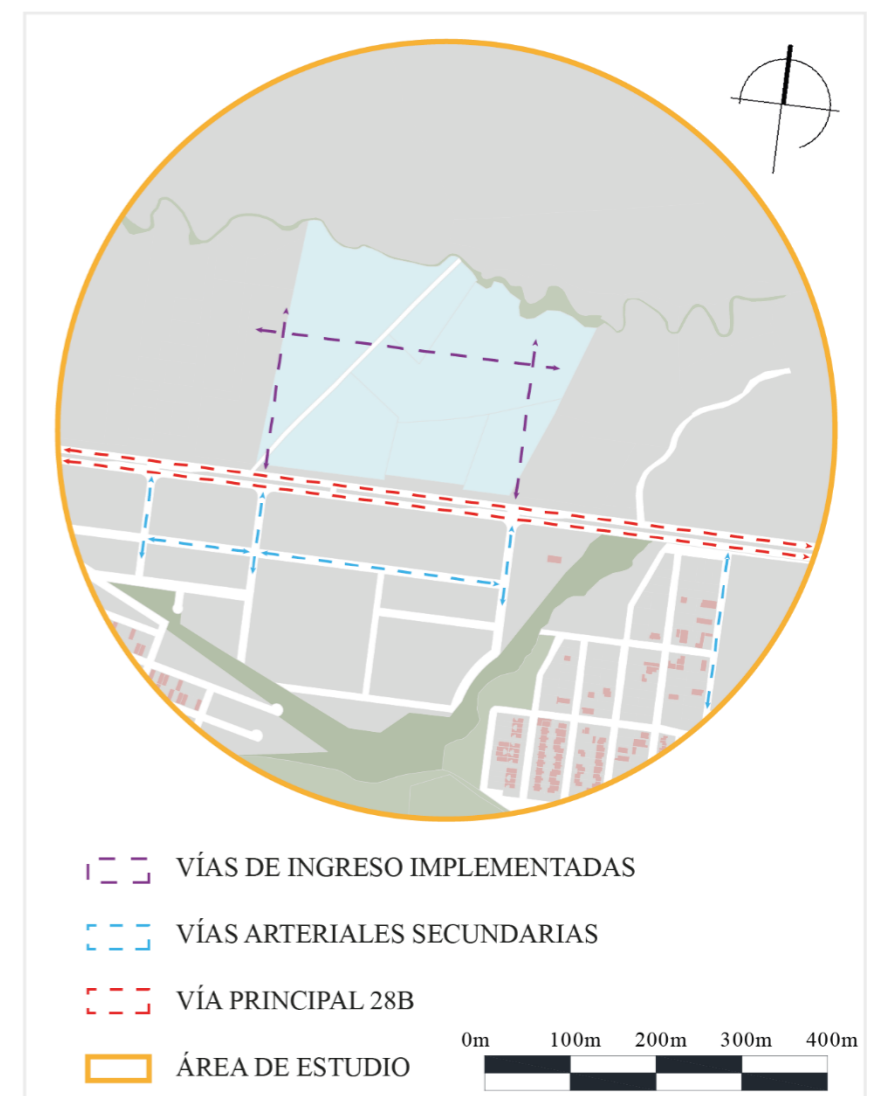 VÍAS DE INGRESO IMPLEMENTADAS
VÍAS ARTERIALES SECUNDARIAS
VÍA PRINCIPAL 28B
ÁREA DE ESTUDIO
0m 100m 200m 300m 400m